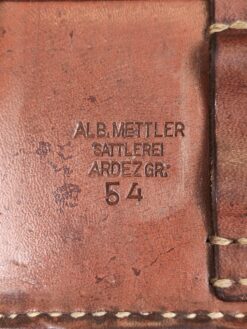 ALB.METTLER
SATTLEREI
ARDEZ GR.
54